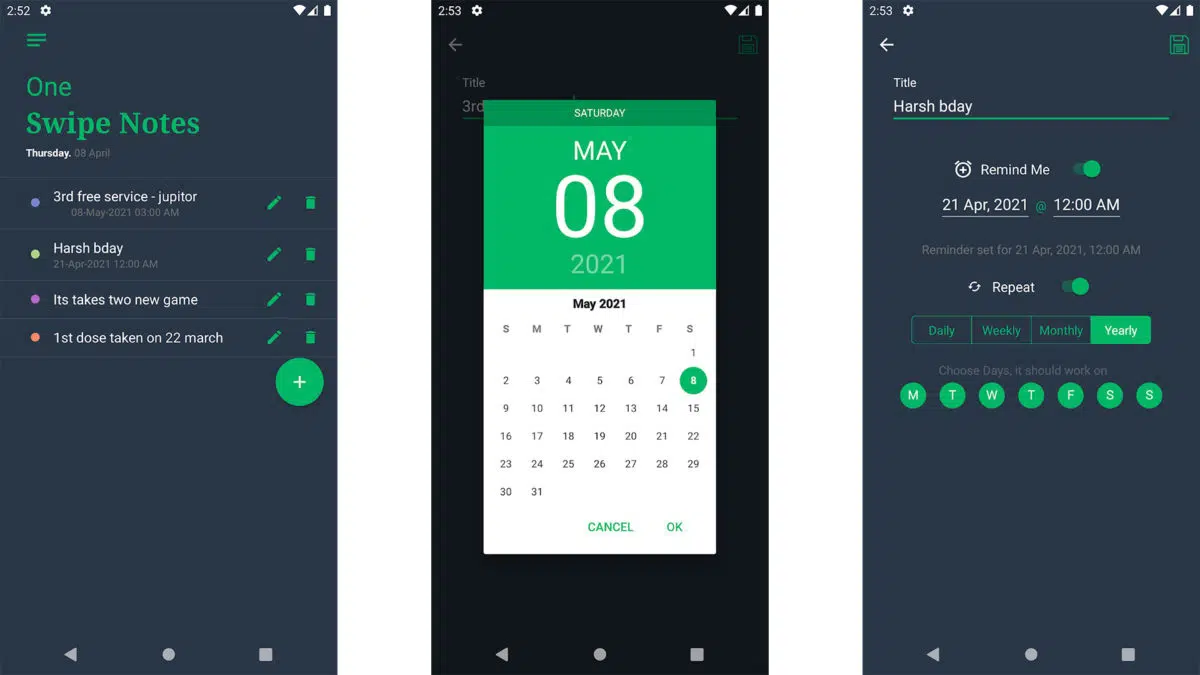 2:52
One
Swipe Notes
Thursday. 08 April
3rd free service - jupitor
08-May-2021 03:00 AM
Harsh bday
21-Apr-2021 12:00 AM
Its takes two new game
1st dose taken on 22 march
+
2:53
Title
3rd
SATURDAY
MAY
08
2021
May 2021
S M T W T F S
1
2 3 4 5 6 7 8
9 10 11 12 13 14 15
16 17 18 19 20 21 22
23 24 25 26 27 28 29
30 31
CANCEL OK
2:53
Title
Harsh bday
Remind Me
21 Apr, 2021 @ 12:00 AM
Reminder set for 21 Apr, 2021, 12:00 AM
Repeat
Daily Weekly Monthly Yearly
Choose Days, it should work on
M T W T F S S